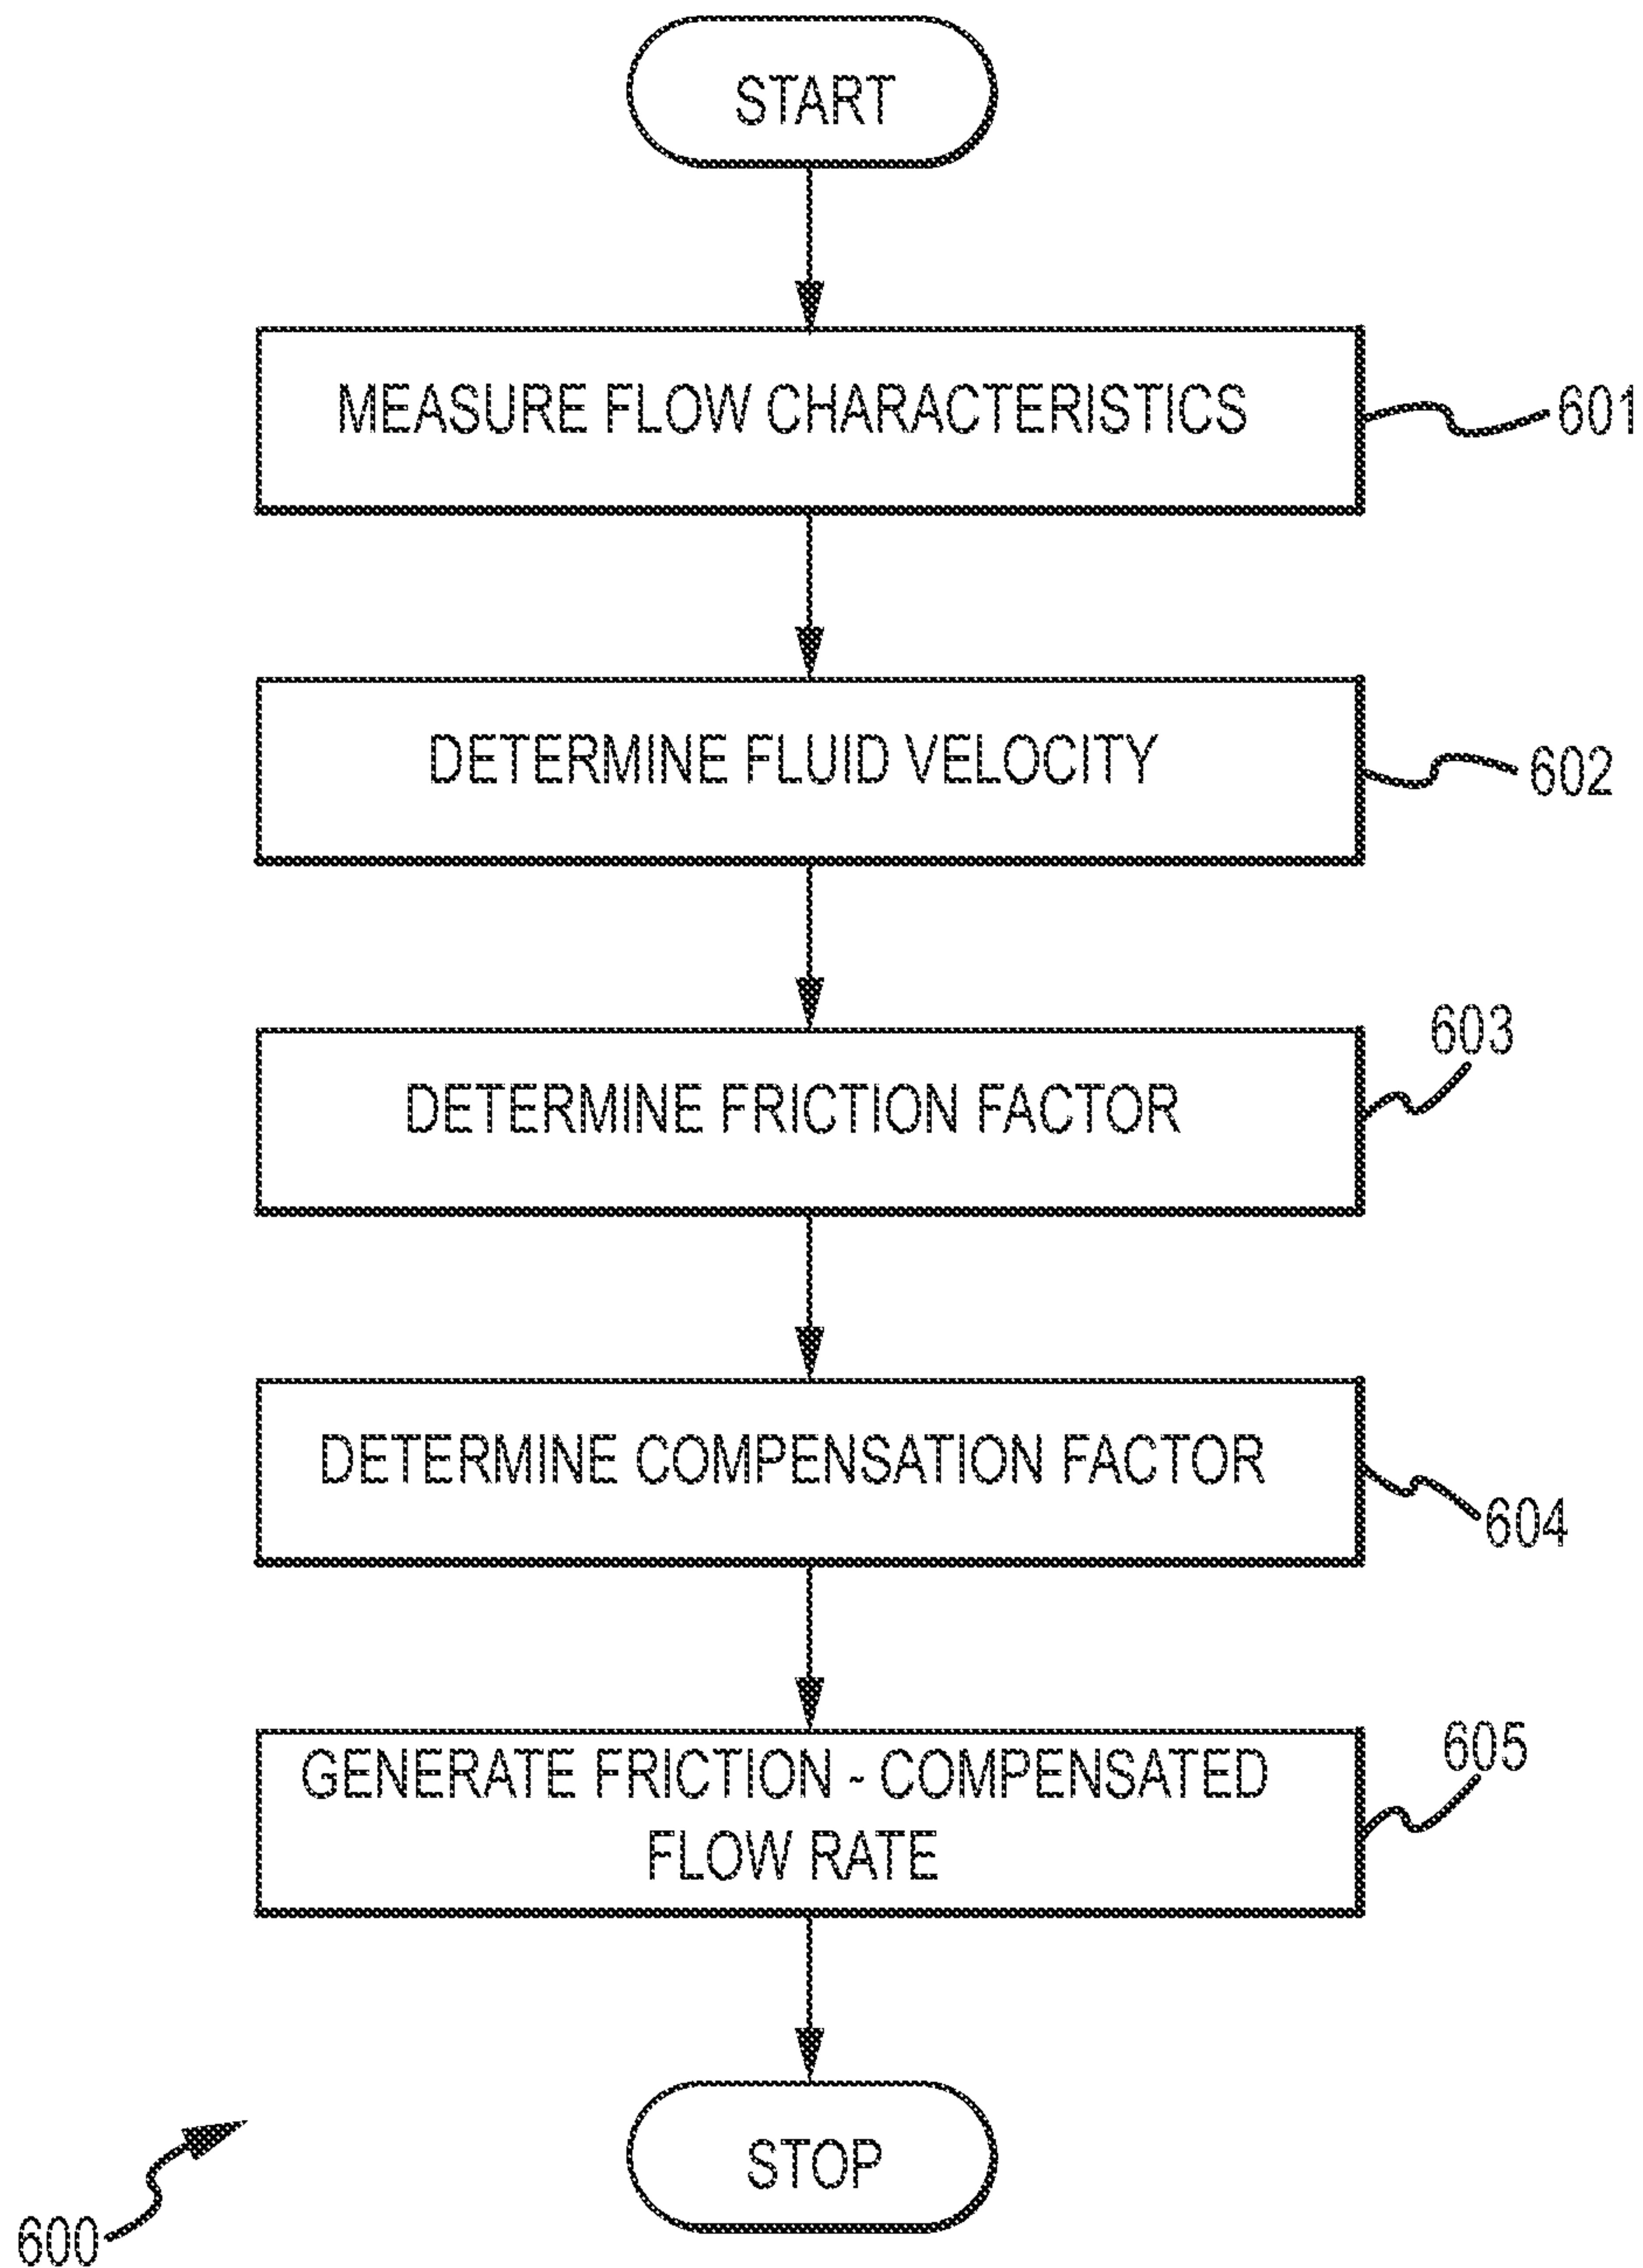 START
MEASURE FLOW CHARACTERISTICS
601
DETERMINE FLUID VELOCITY
602
603
DETERMINE FRICTION FACTOR
DETERMINE COMPENSATION FACTOR
604
605
GENERATE FRICTION - COMPENSATED
FLOW RATE
STOP
600